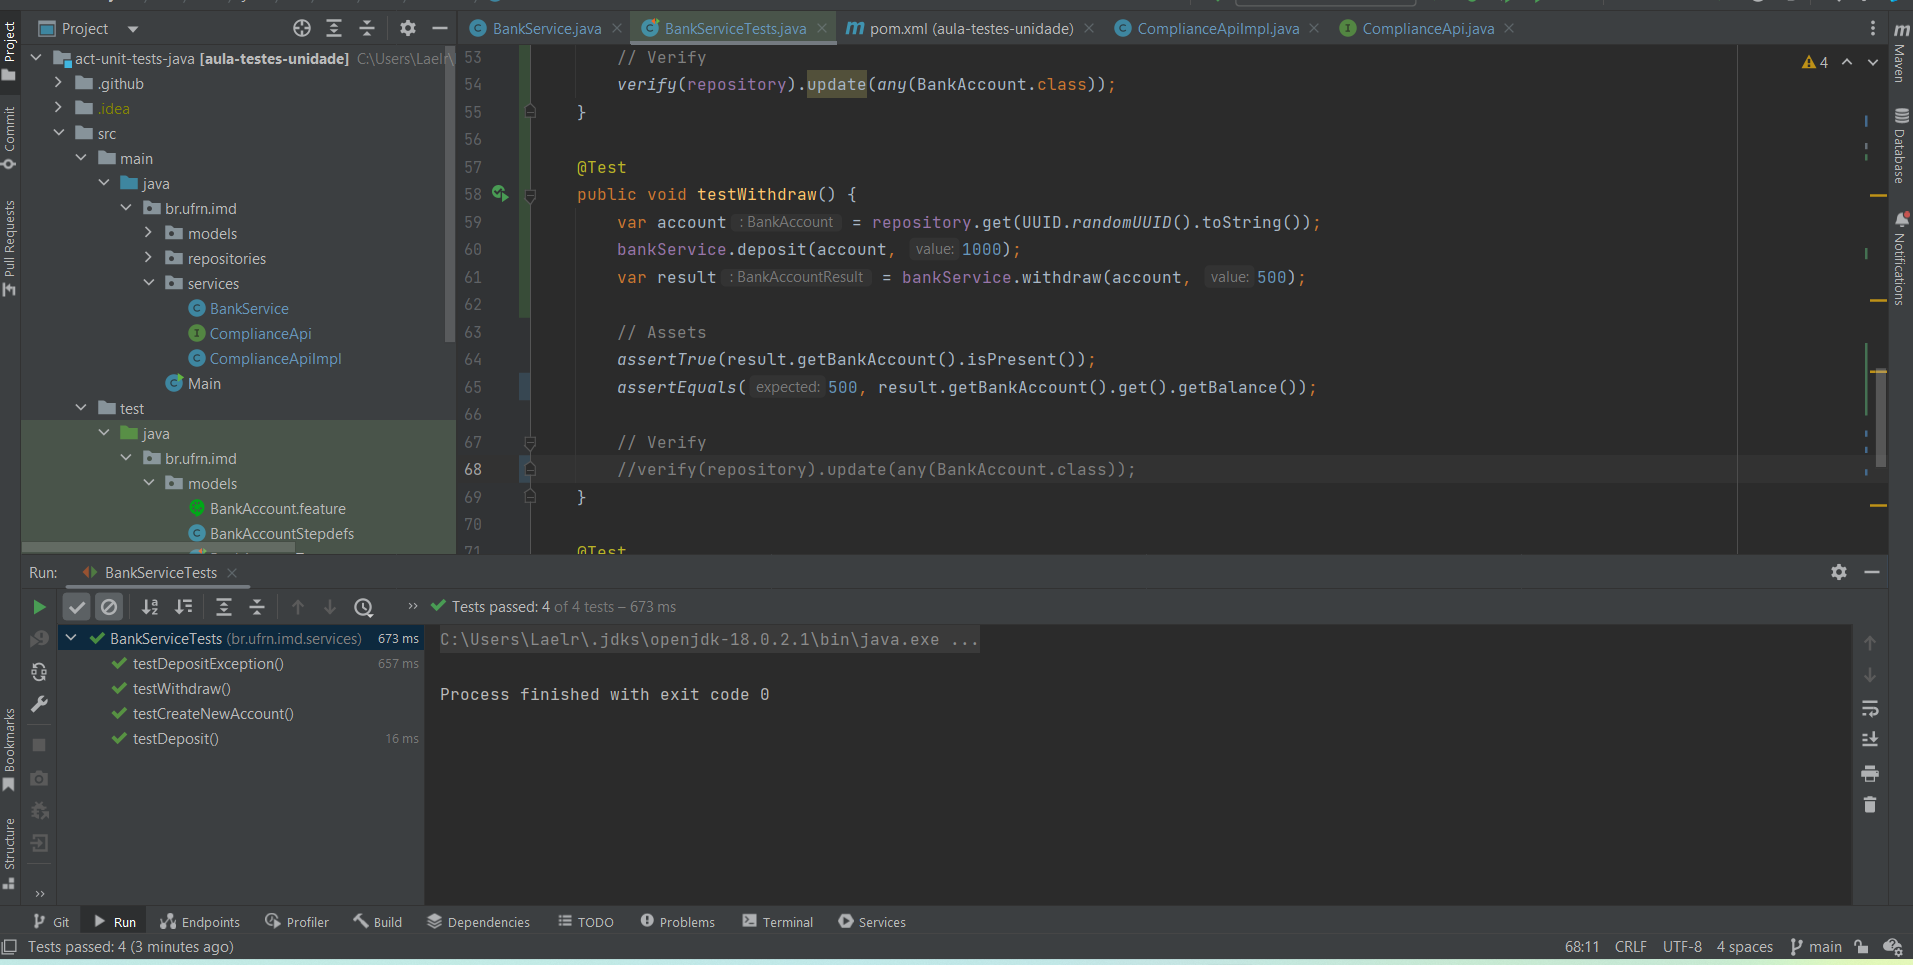 Project
BankService.java
BankServiceTests.java
pom.xml (aula-testes-unidade)
ComplianceApiImpl.java
ComplianceApi.java
Project
Commit
Pull Requests
Bookmarks
Structure
act-unit-tests-java [aula-testes-unidade] C:\Users\Laelr\
.github
.idea
src
main
java
br.ufrn.imd
models
repositories
services
BankService
ComplianceApi
ComplianceApiImpl
Main
test
java
br.ufrn.imd
models
BankAccount.feature
BankAccountStepdefs
53 // Verify
54 verify(repository).update(any(BankAccount.class));
55 }
56
57 @Test
58 public void testWithdraw() {
59 var account : BankAccount = repository.get(UUID.randomUUID().toString());
60 bankService.deposit(account, value: 1000);
61 var result : BankAccountResult = bankService.withdraw(account, value: 500);
62
63 // Assets
64 assertTrue(result.getBankAccount().isPresent());
65 assertEquals( expected: 500, result.getBankAccount().get().getBalance());
66
67 // Verify
68 //verify(repository).update(any(BankAccount.class));
69 }
70
71 @Test
4
Maven
Database
Notifications
Run: BankServiceTests
Tests passed: 4 of 4 tests – 673 ms
BankServiceTests (br.ufrn.imd.services) 673 ms
testDepositException() 657 ms
testWithdraw()
testCreateNewAccount()
testDeposit() 16 ms
C:\Users\Laelr\.jdks\openjdk-18.0.2.1\bin\java.exe ...
Process finished with exit code 0
Git Run Endpoints Profiler Build Dependencies TODO Problems Terminal Services
Tests passed: 4 (3 minutes ago)
68:11 CRLF UTF-8 4 spaces main